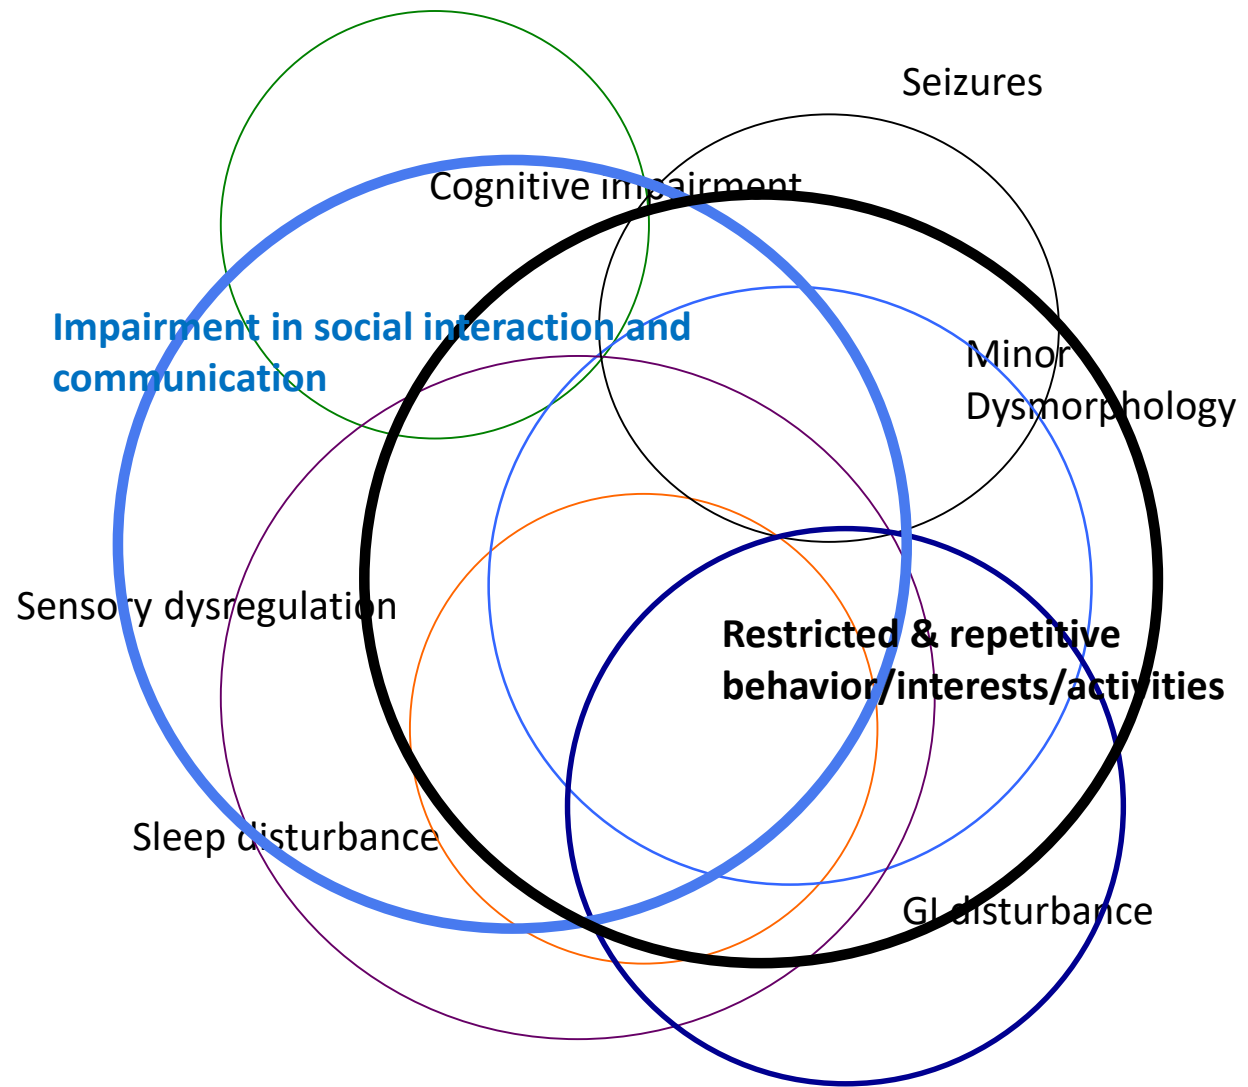 Seizures
Cognitive impairment
Impairment in social interaction and
communication
Minor
Dysmorphology
Sensory dysregulation
Restricted & repetitive
behavior/interests/activities
Sleep disturbance
GI disturbance